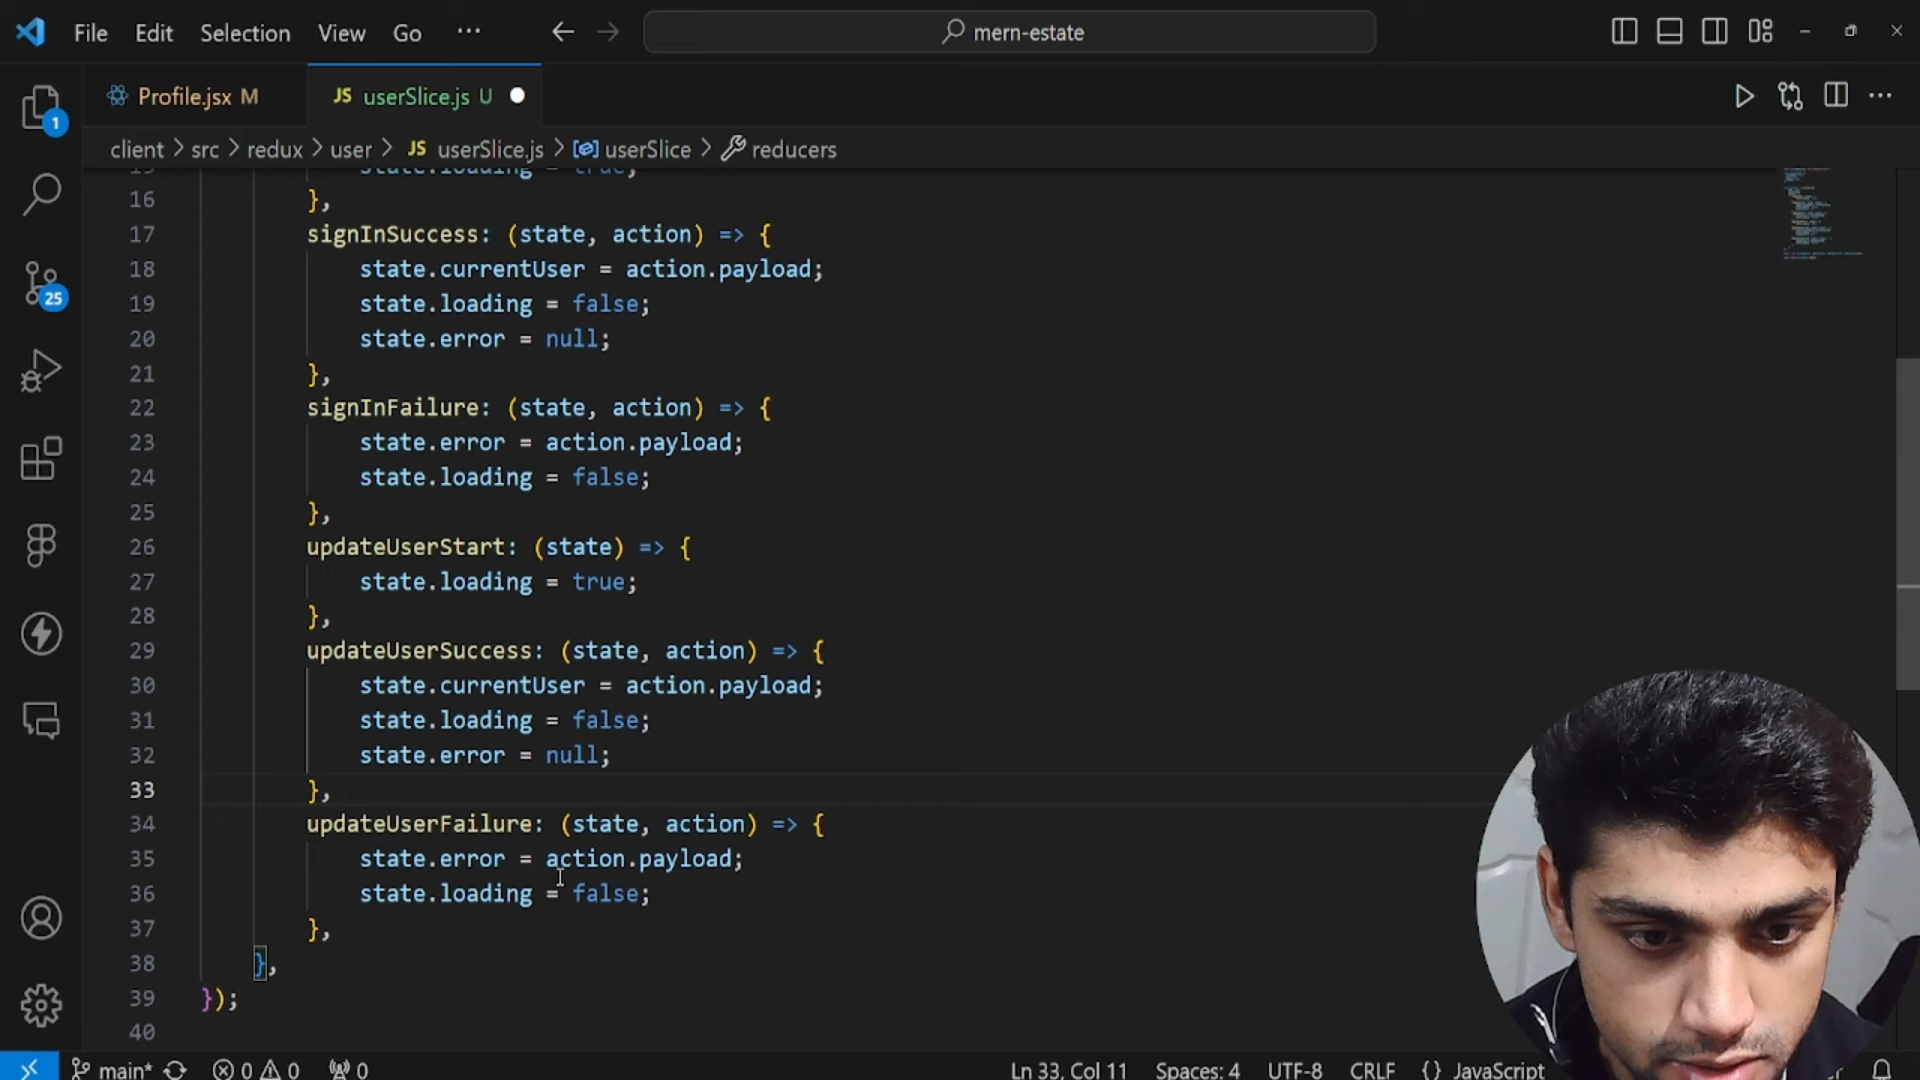 File Edit Selection View Go ··· mern-estate
Profile.jsx M JS userSlice.js U
client > src > redux > user > JS userSlice.js > userSlice > reducers
15 state.loading = true;
16 },
17 signInSuccess: (state, action) => {
18 state.currentUser = action.payload;
19 state.loading = false;
20 state.error = null;
21 },
22 signInFailure: (state, action) => {
23 state.error = action.payload;
24 state.loading = false;
25 },
26 updateUserStart: (state) => {
27 state.loading = true;
28 },
29 updateUserSuccess: (state, action) => {
30 state.currentUser = action.payload;
31 state.loading = false;
32 state.error = null;
33 },
34 updateUserFailure: (state, action) => {
35 state.error = action.payload;
36 state.loading = false;
37 },
38 },
39 });
40
1
25
main* 0 0 0 Ln 33, Col 11 Spaces: 4 UTF-8 CRLF {} JavaScript